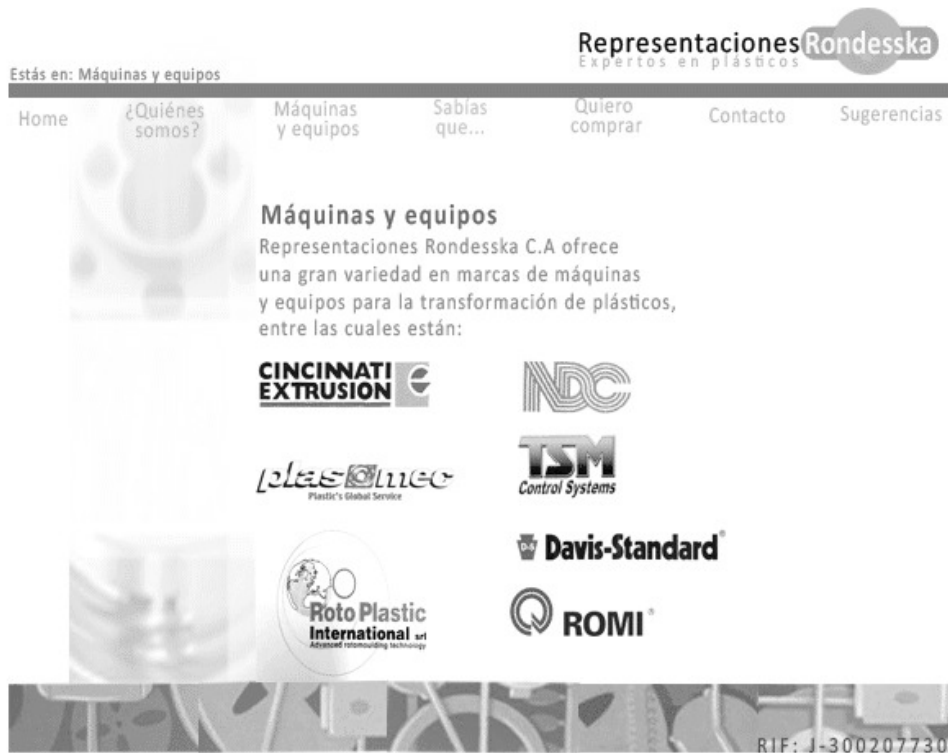 Representaciones Rondesska
Expertos en plásticos
Estás en: Máquinas y equipos
Home
¿Quiénes
somos?
Máquinas
y equipos
Sabías
que...
Quiero
comprar
Contacto
Sugerencias
Máquinas y equipos
Representaciones Rondesska C.A ofrece
una gran variedad en marcas de máquinas
y equipos para la transformación de plásticos,
entre las cuales están:
CINCINNATI
EXTRUSION
NDC
plasmec
Plastic's Global Service
TSM
Control Systems
D-S Davis-Standard®
Roto Plastic
International srl
Advanced rotomoulding technology
ROMI®
RIF: J-300207730